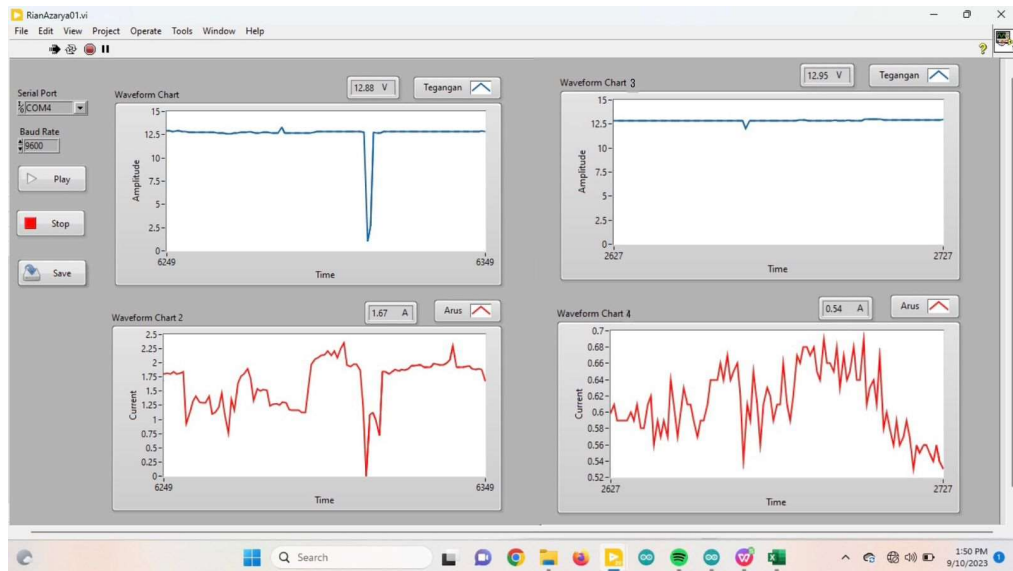 RianAzarya01.vi
File Edit View Project Operate Tools Window Help
Serial Port
COM4
Baud Rate
9600
Play
Stop
Save
Waveform Chart
12.88 V
Tegangan
15
12.5
10
7.5
5
2.5
0
Amplitude
6249
6349
Time
Waveform Chart 3
12.95 V
Tegangan
15
12.5
10
7.5
5
2.5
0
Amplitude
2627
2727
Time
Waveform Chart 2
1.67 A
Arus
2.5
2.25
2
1.75
1.5
1.25
1
0.75
0.5
0.25
0
Current
6249
6349
Time
Waveform Chart 4
0.54 A
Arus
0.7
0.68
0.66
0.64
0.62
0.6
0.58
0.56
0.54
0.52
Current
2627
2727
Time
Search
1:50 PM
9/10/2023
1